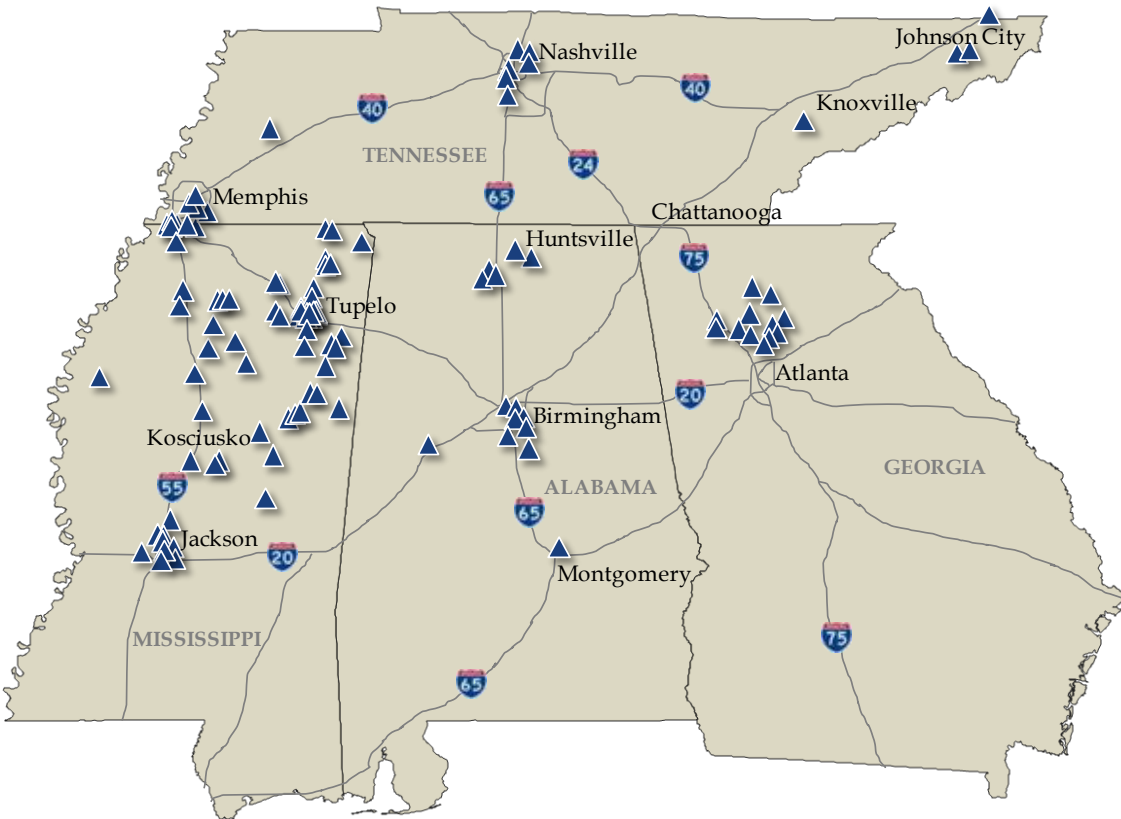 Johnson City
Nashville
40
40
Knoxville
TENNESSEE
24
65
Memphis
Chattanooga
Huntsville
75
Tupelo
Atlanta
20
Birmingham
Kosciusko
GEORGIA
55
ALABAMA
65
Jackson
20
Montgomery
MISSISSIPPI
75
65